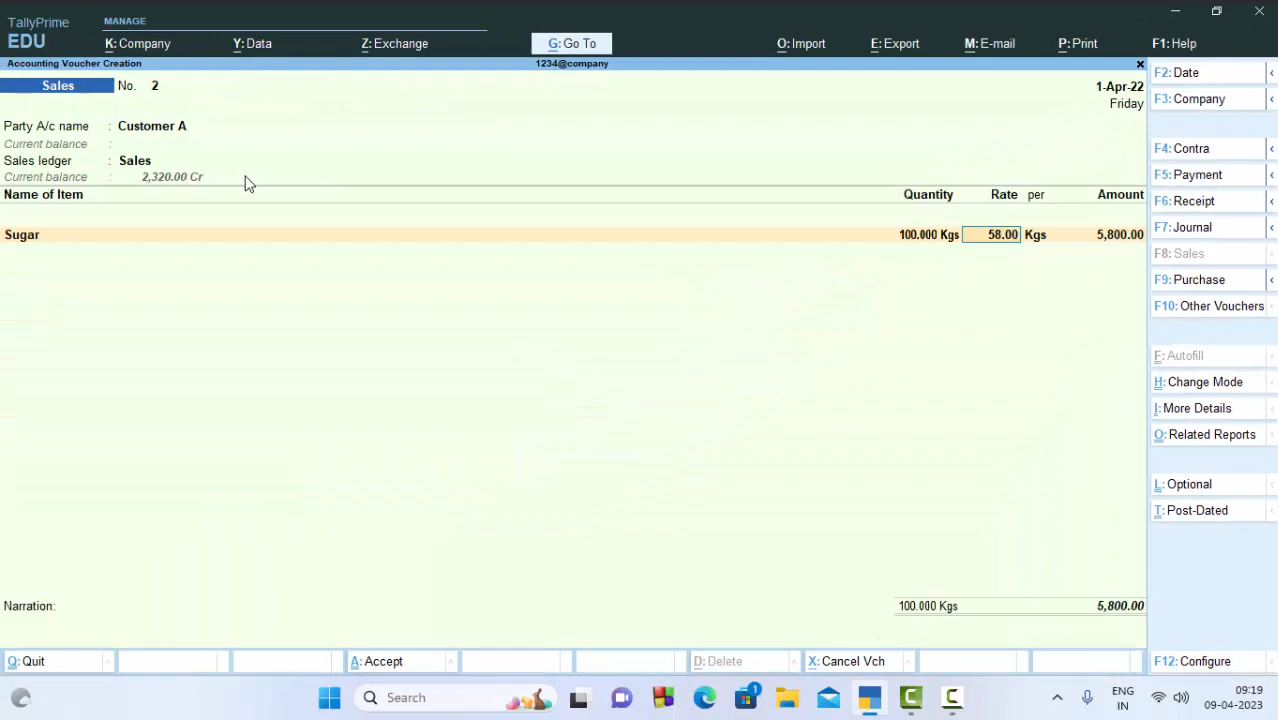 TallyPrime
EDU
MANAGE
K: Company Y: Data Z: Exchange G: Go To O: Import E: Export M: E-mail P: Print F1: Help
Accounting Voucher Creation 1234@company
Sales No. 2 1-Apr-22
Friday
Party A/c name : Customer A
Current balance :
Sales ledger : Sales
Current balance : 2,320.00 Cr
Name of Item Quantity Rate per Amount
Sugar 100.000 Kgs 58.00 Kgs 5,800.00
Narration: 100.000 Kgs 5,800.00
F2: Date
F3: Company
F4: Contra
F5: Payment
F6: Receipt
F7: Journal
F8: Sales
F9: Purchase
F10: Other Vouchers
F: Autofill
H: Change Mode
I: More Details
O: Related Reports
L: Optional
T: Post-Dated
Q: Quit A: Accept D: Delete X: Cancel Vch F12: Configure
Search 1 ENG 09:19
IN 09-04-2023